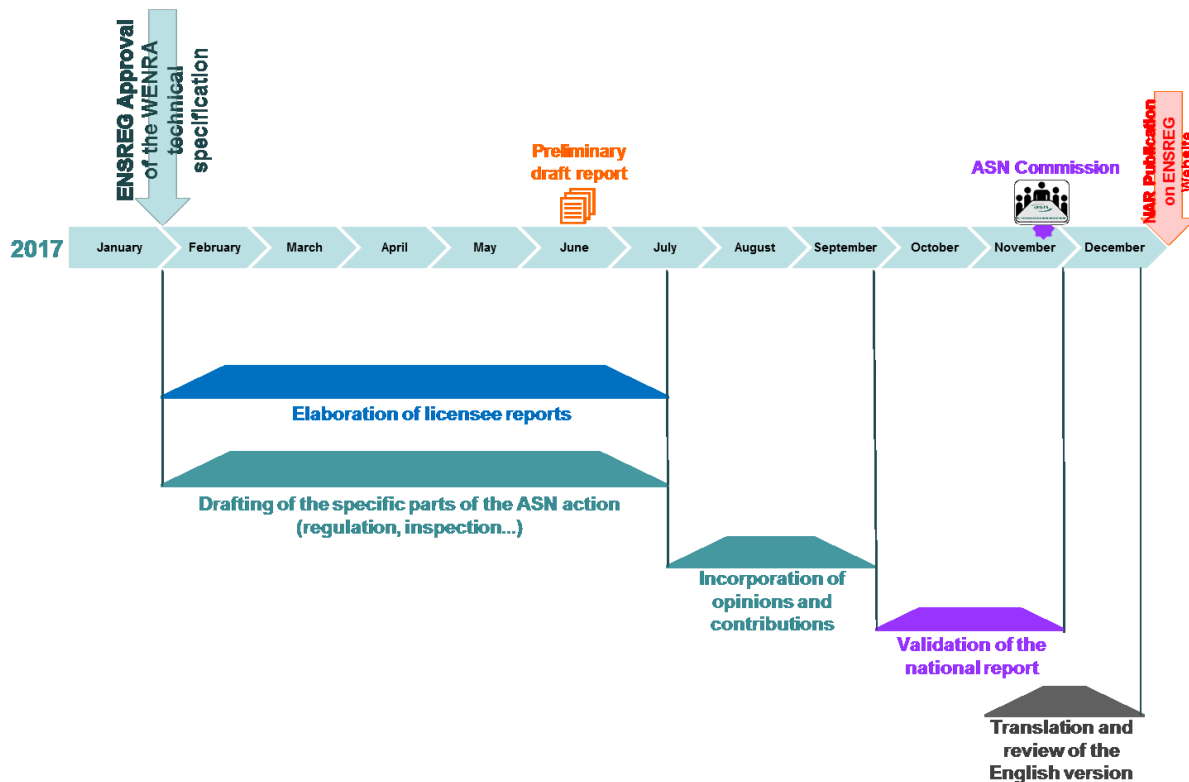 ENSREG Approval
of the WENRA
technical
specification
Preliminary
draft report
ASN Commission
asn
NAR Publication
on ENSREG
Website
2017
January
February
March
April
May
June
July
August
September
October
November
December
Elaboration of licensee reports
Drafting of the specific parts of the ASN action
(regulation, inspection...)
Incorporation of
opinions and
contributions
Validation of the
national report
Translation and
review of the
English version